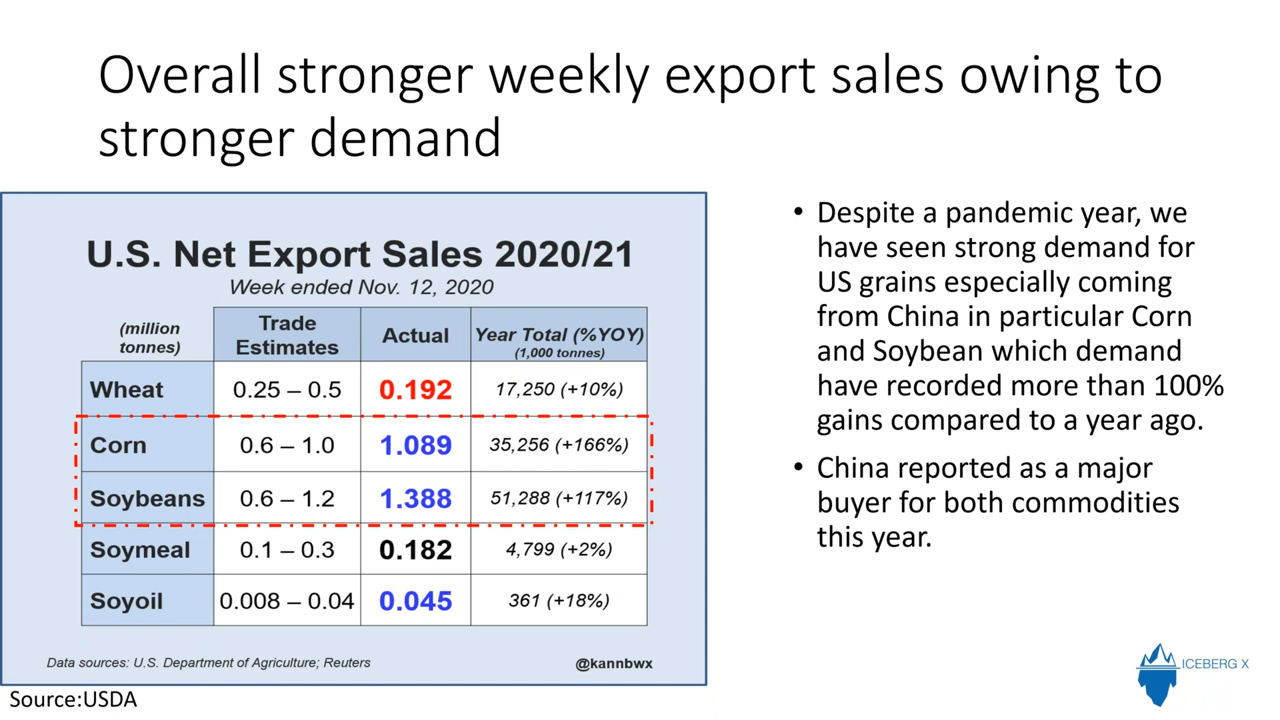 Overall stronger weekly export sales owing to
stronger demand
U.S. Net Export Sales 2020/21
Week ended Nov. 12, 2020
(million
tonnes)
Trade
Estimates
Actual
Year Total (%YOY)
(1,000 tonnes)
Wheat 0.25 – 0.5 0.192 17,250 (+10%)
Corn 0.6 – 1.0 1.089 35,256 (+166%)
Soybeans 0.6 – 1.2 1.388 51,288 (+117%)
Soymeal 0.1 – 0.3 0.182 4,799 (+2%)
Soyoil 0.008 – 0.04 0.045 361 (+18%)
Data sources: U.S. Department of Agriculture; Reuters @kannbwx
Source:USDA
• Despite a pandemic year, we
have seen strong demand for
US grains especially coming
from China in particular Corn
and Soybean which demand
have recorded more than 100%
gains compared to a year ago.
• China reported as a major
buyer for both commodities
this year.
ICEBERG X